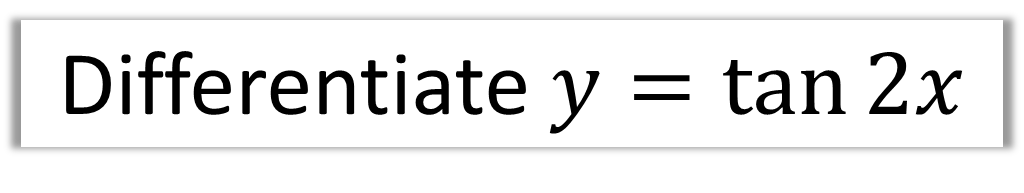 Differentiate y = tan 2x